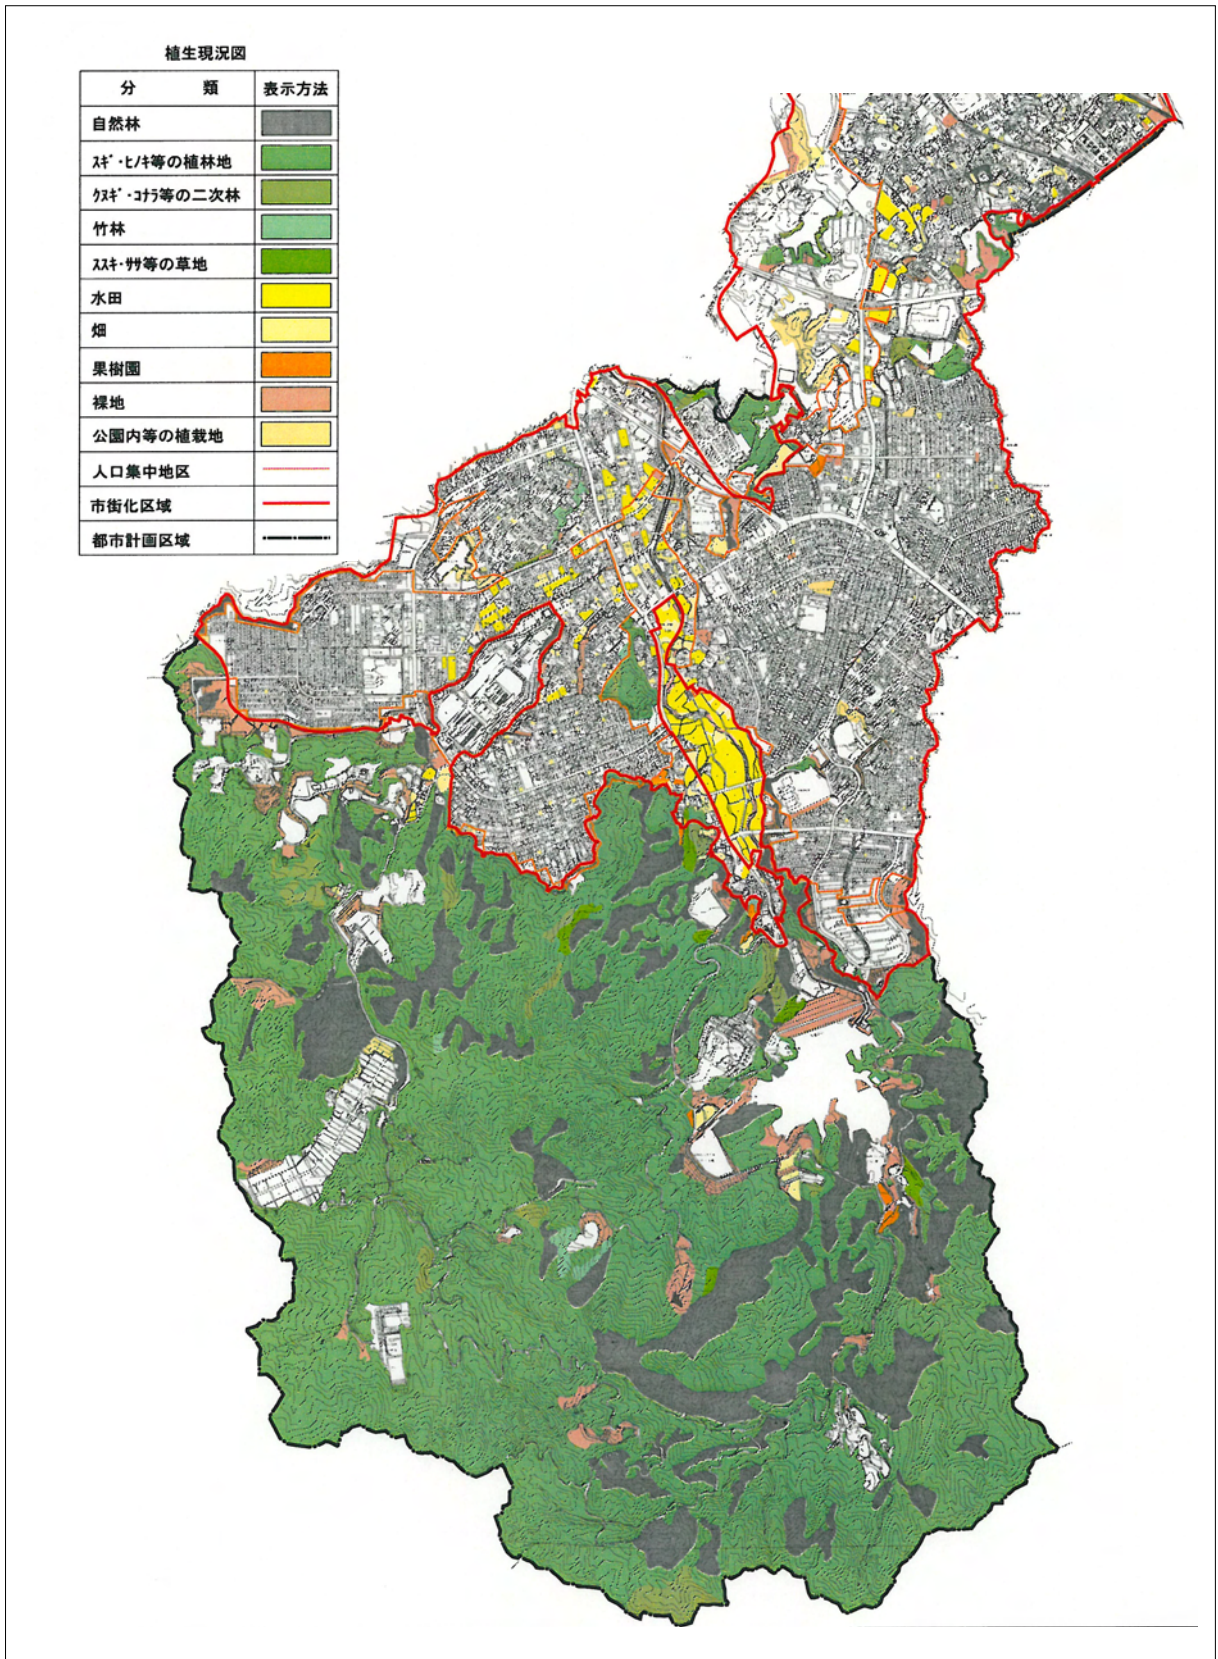 植生現況図
分 類 表示方法
自然林
スギ・ヒノキ等の植林地
クヌギ・コナラ等の二次林
竹林
ススキ・ササ等の草地
水田
畑
果樹園
裸地
公園内等の植栽地
人口集中地区
市街化区域
都市計画区域